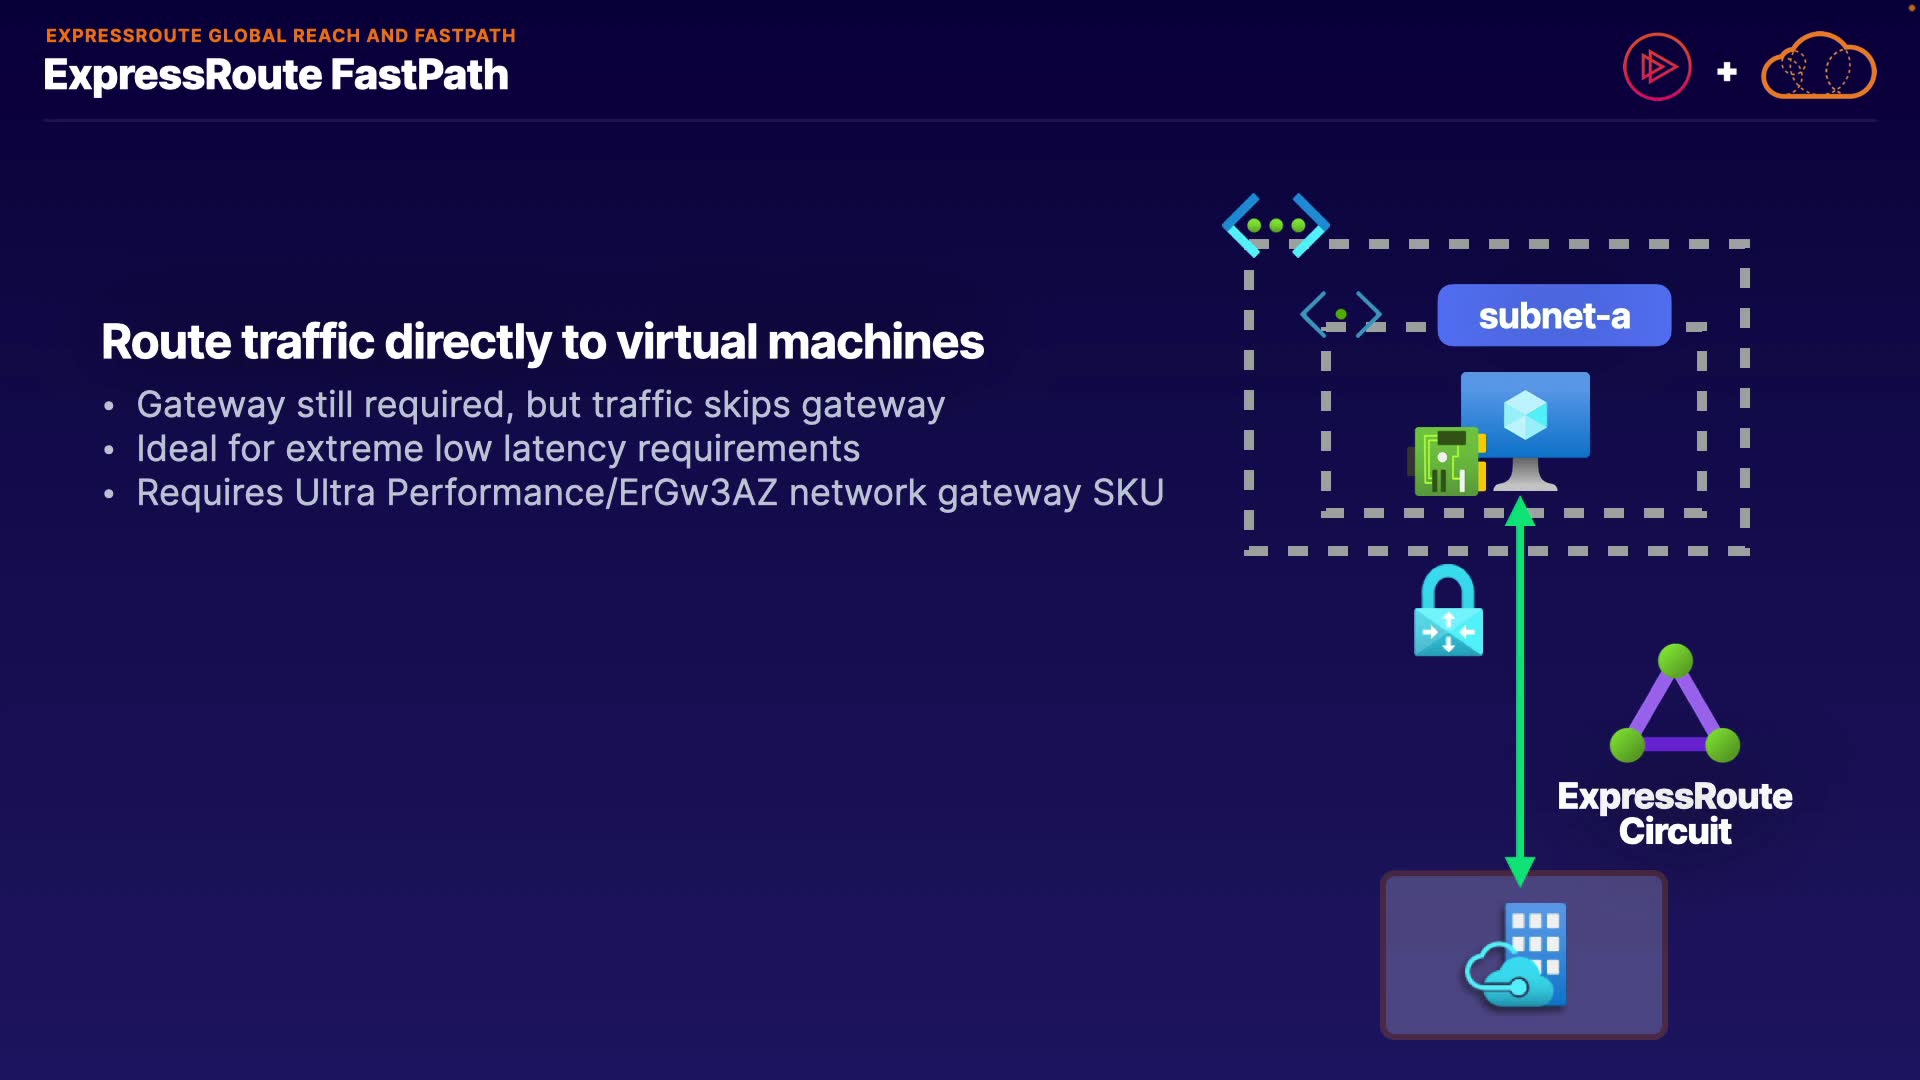 EXPRESSROUTE GLOBAL REACH AND FASTPATH
ExpressRoute FastPath
Route traffic directly to virtual machines
• Gateway still required, but traffic skips gateway
• Ideal for extreme low latency requirements
• Requires Ultra Performance/ErGw3AZ network gateway SKU
subnet-a
ExpressRoute
Circuit